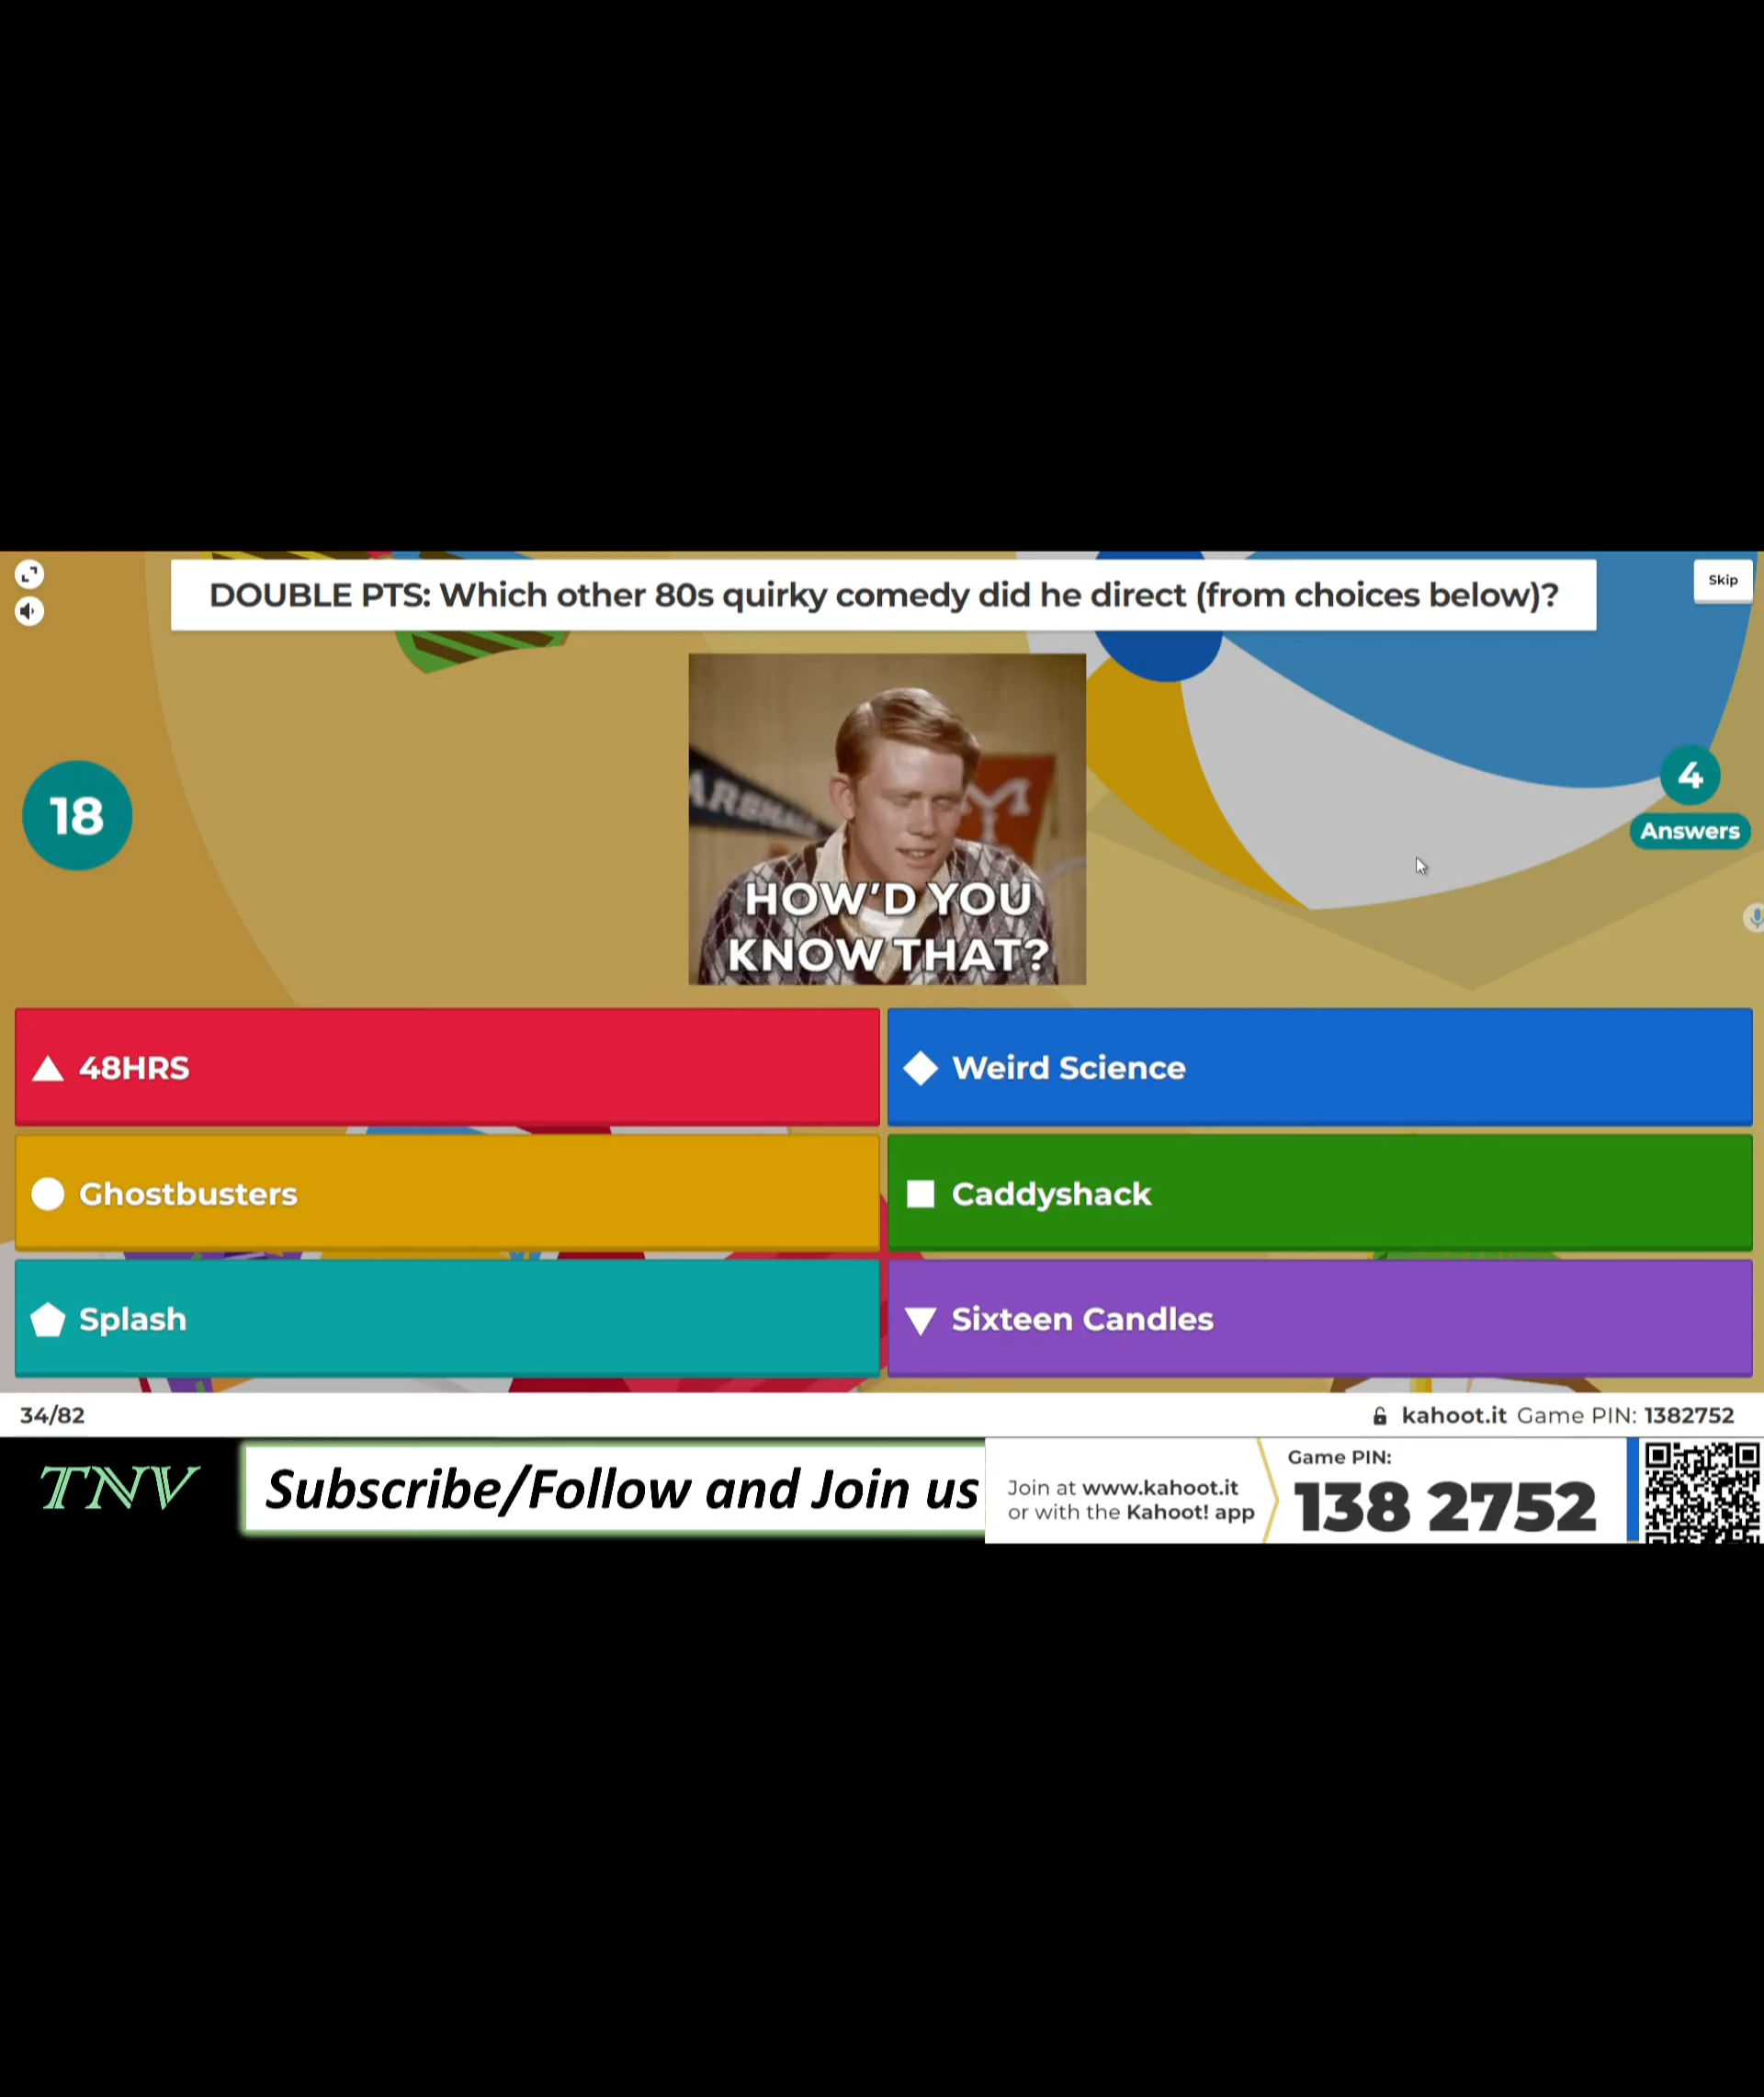 DOUBLE PTS: Which other 80s quirky comedy did he direct (from choices below)?
Skip
18
4
Answers
HOW'D YOU
KNOW THAT?
48HRS
Weird Science
Ghostbusters
Caddyshack
Splash
Sixteen Candles
34/82
kahoot.it Game PIN: 1382752
TNV
Subscribe/Follow and Join us
Join at www.kahoot.it
or with the Kahoot! app
Game PIN:
138 2752